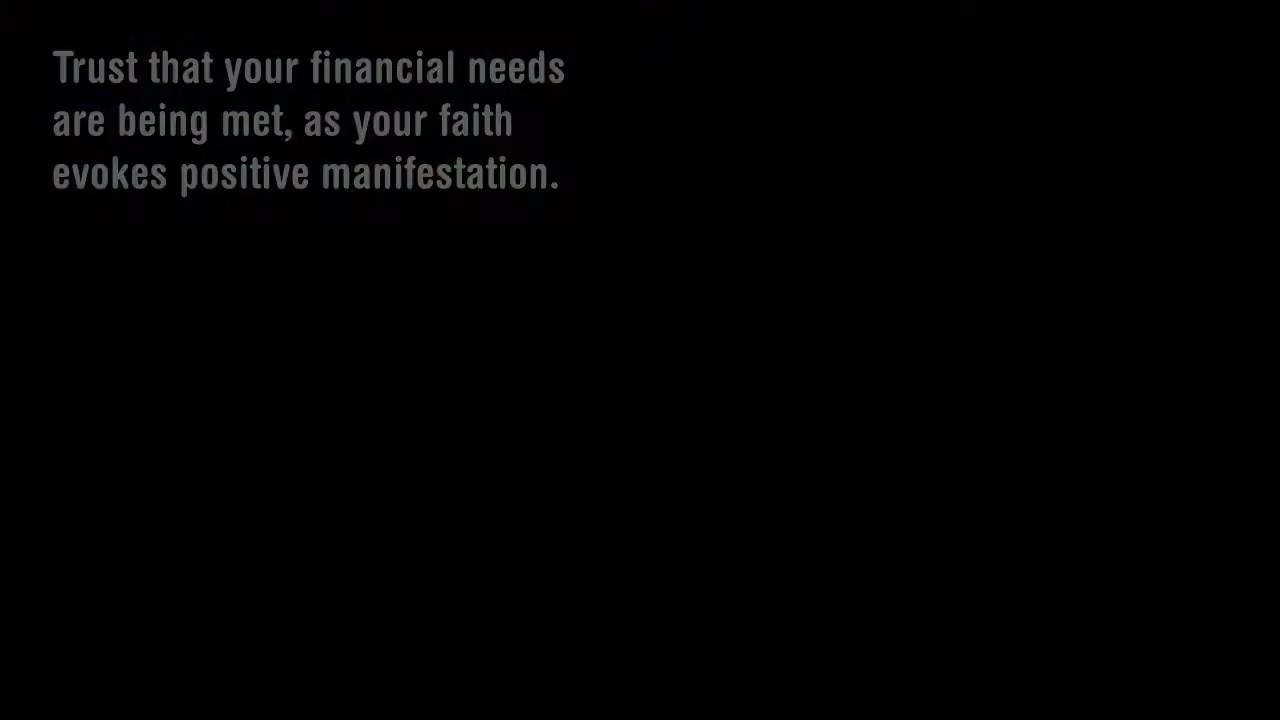 Trust that your financial needs
are being met, as your faith
evokes positive manifestation.